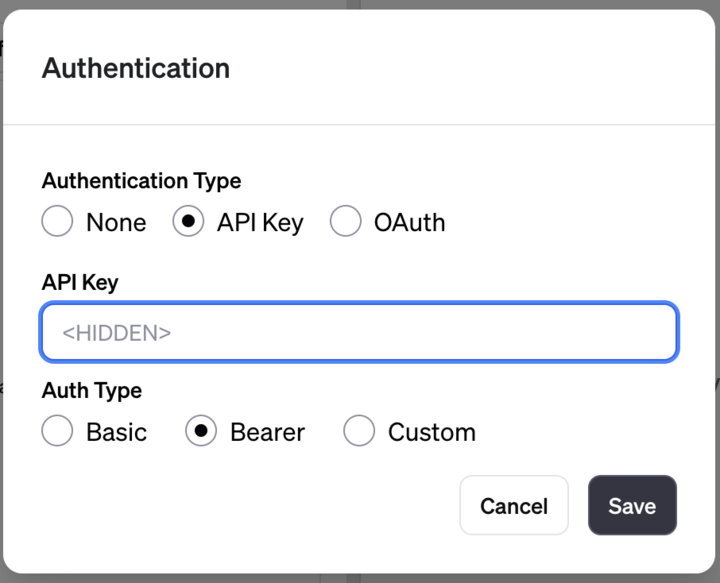 Authentication
Authentication Type
None API Key OAuth
API Key
<HIDDEN>
Auth Type
Basic Bearer Custom
Cancel Save